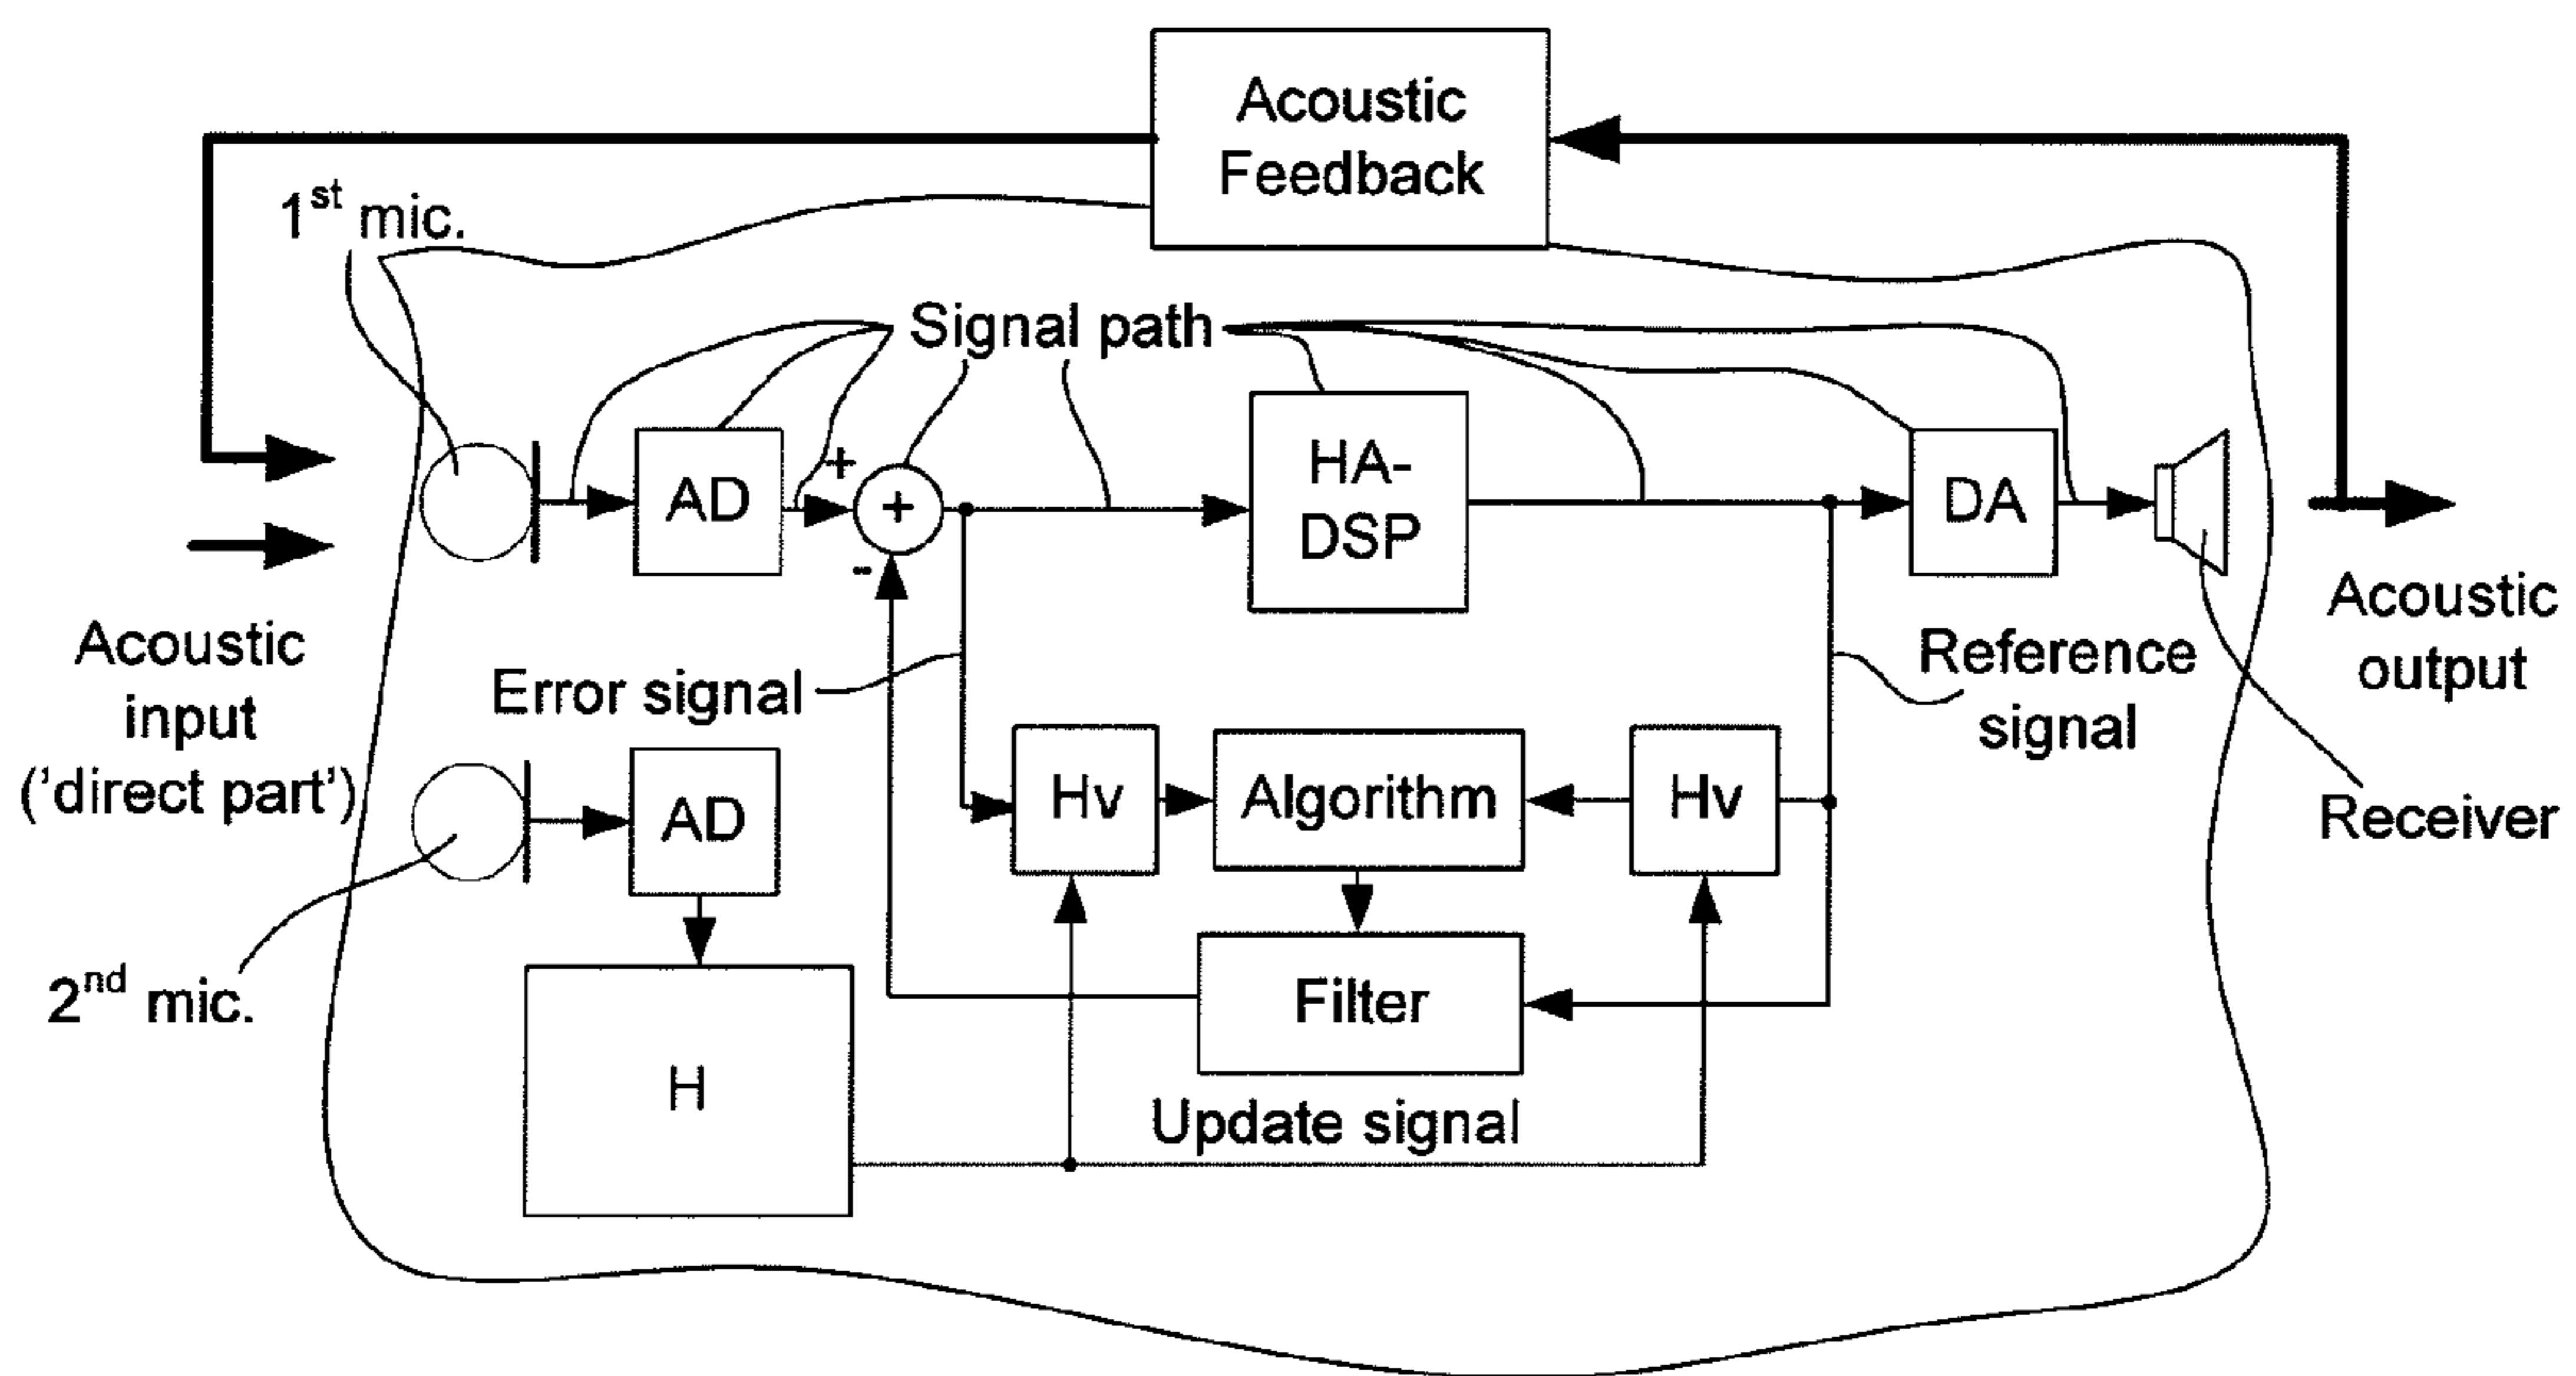 Acoustic
Feedback
1st mic.
Signal path
+
-
AD
+
HA-
DSP
DA
Acoustic
input
('direct part')
Error signal
Reference
signal
Acoustic
output
Receiver
AD
Hv
Algorithm
Hv
2nd mic.
H
Filter
Update signal